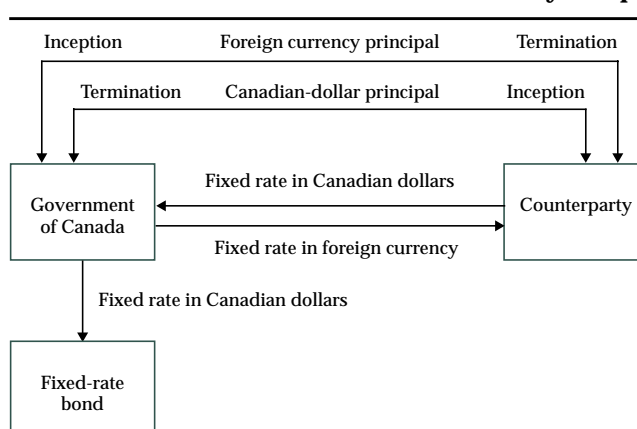 Inception Foreign currency principal Termination
Termination Canadian-dollar principal Inception
Fixed rate in Canadian dollars
Government
of Canada
Counterparty
Fixed rate in foreign currency
Fixed rate in Canadian dollars
Fixed-rate
bond